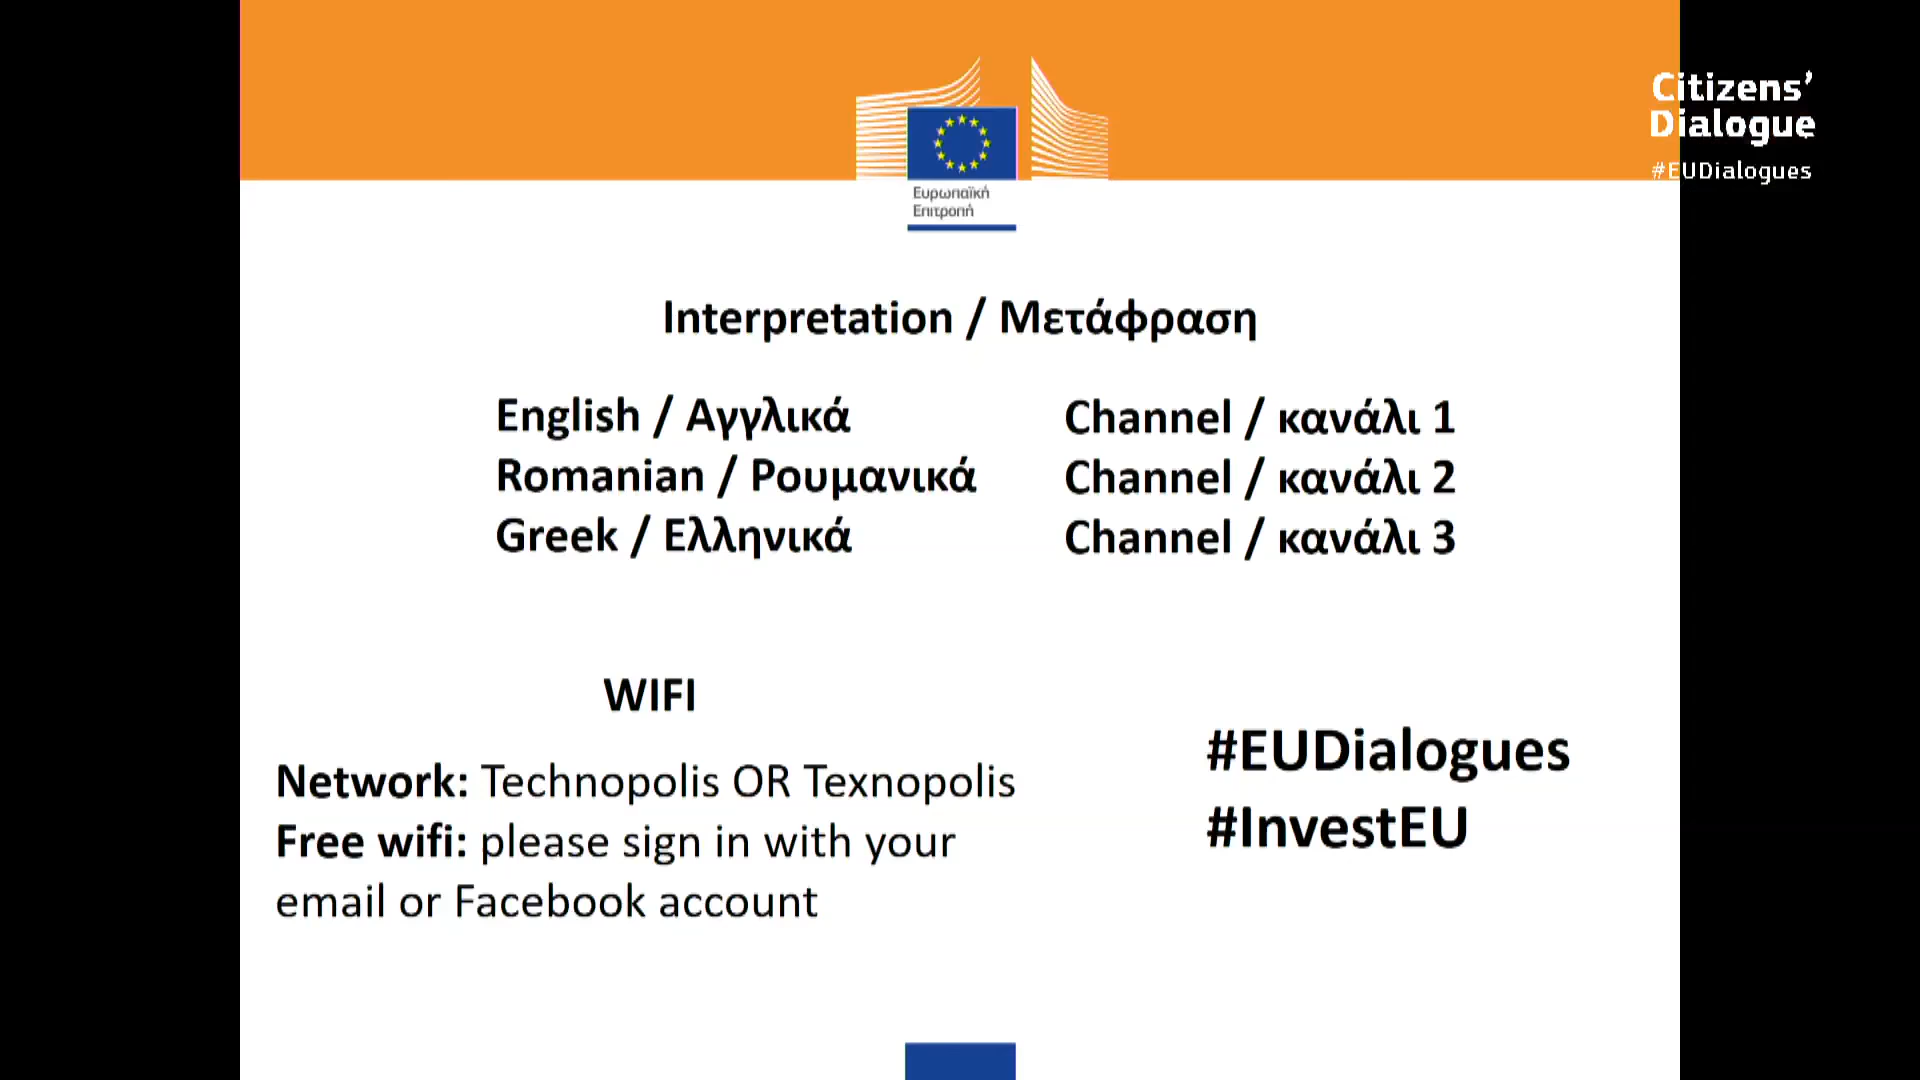 Citizens'
Dialogue
#EUDialogues
Ευρωπαϊκή
Επιτροπή
Interpretation / Μετάφραση
English / Αγγλικά Channel / κανάλι 1
Romanian / Ρουμανικά Channel / κανάλι 2
Greek / Ελληνικά Channel / κανάλι 3
WIFI
Network: Technopolis OR Texnopolis
Free wifi: please sign in with your
email or Facebook account
#EUDialogues
#InvestEU